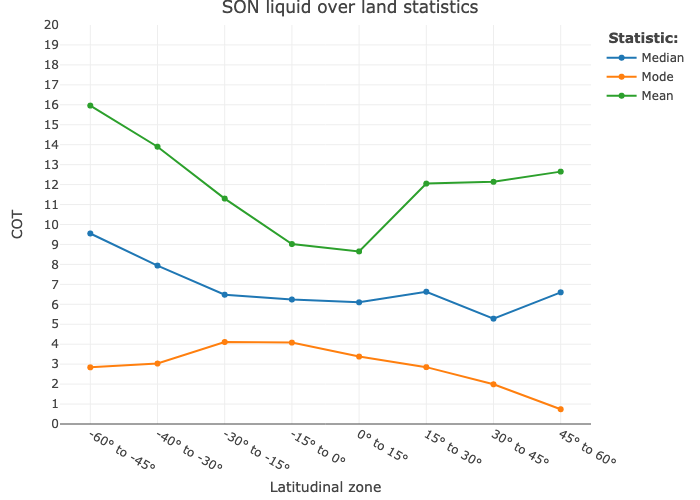 SON liquid over land statistics
20
19
18
17
16
15
14
13
12
11
10
9
8
7
6
5
4
3
2
1
0
COT
-60° to -45°
-40° to -30°
-30° to -15°
-15° to 0°
0° to 15°
15° to 30°
30° to 45°
45° to 60°
Latitudinal zone
Statistic:
Median
Mode
Mean